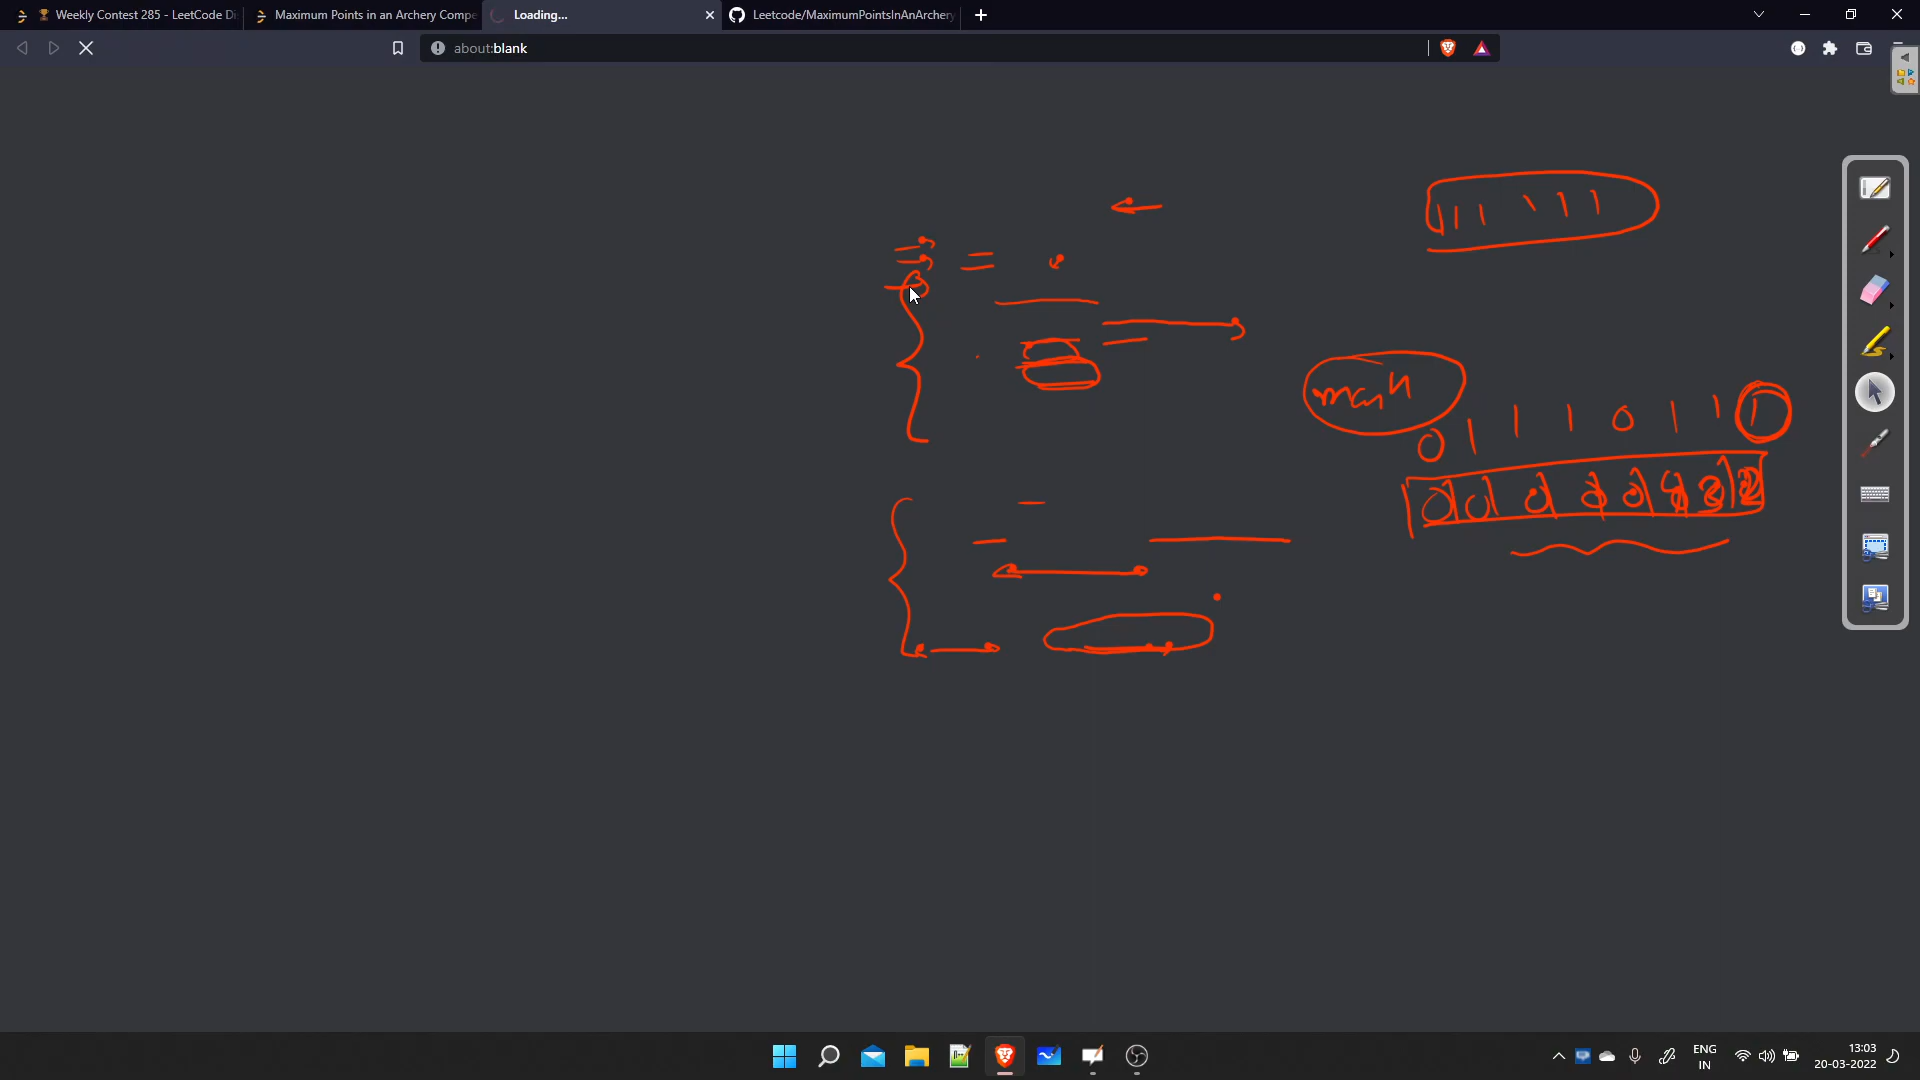 Weekly Contest 285 - LeetCode Di
Maximum Points in an Archery Compe
Loading...
Leetcode/MaximumPointsInAnArchery
about:blank
0 1 1 1 0 1 1 1
ENG
IN
13:03
20-03-2022